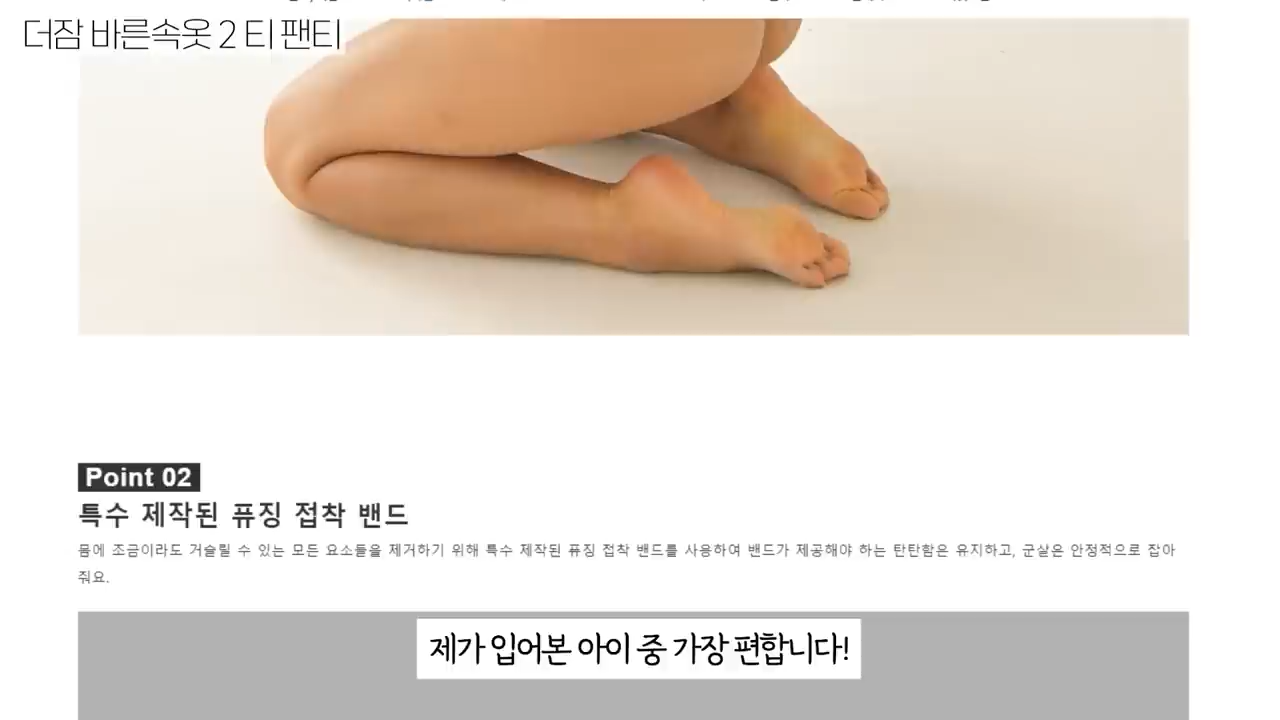 더잠 바른속옷 2 티 팬티
Point 02
특수 제작된 퓨징 접착 밴드
몸에 조금이라도 거슬릴 수 있는 모든 요소들을 제거하기 위해 특수 제작된 퓨징 접착 밴드를 사용하여 밴드가 제공해야 하는 탄탄함은 유지하고, 군살은 안정적으로 잡아
줘요.
제가 입어본 아이 중 가장 편합니다!